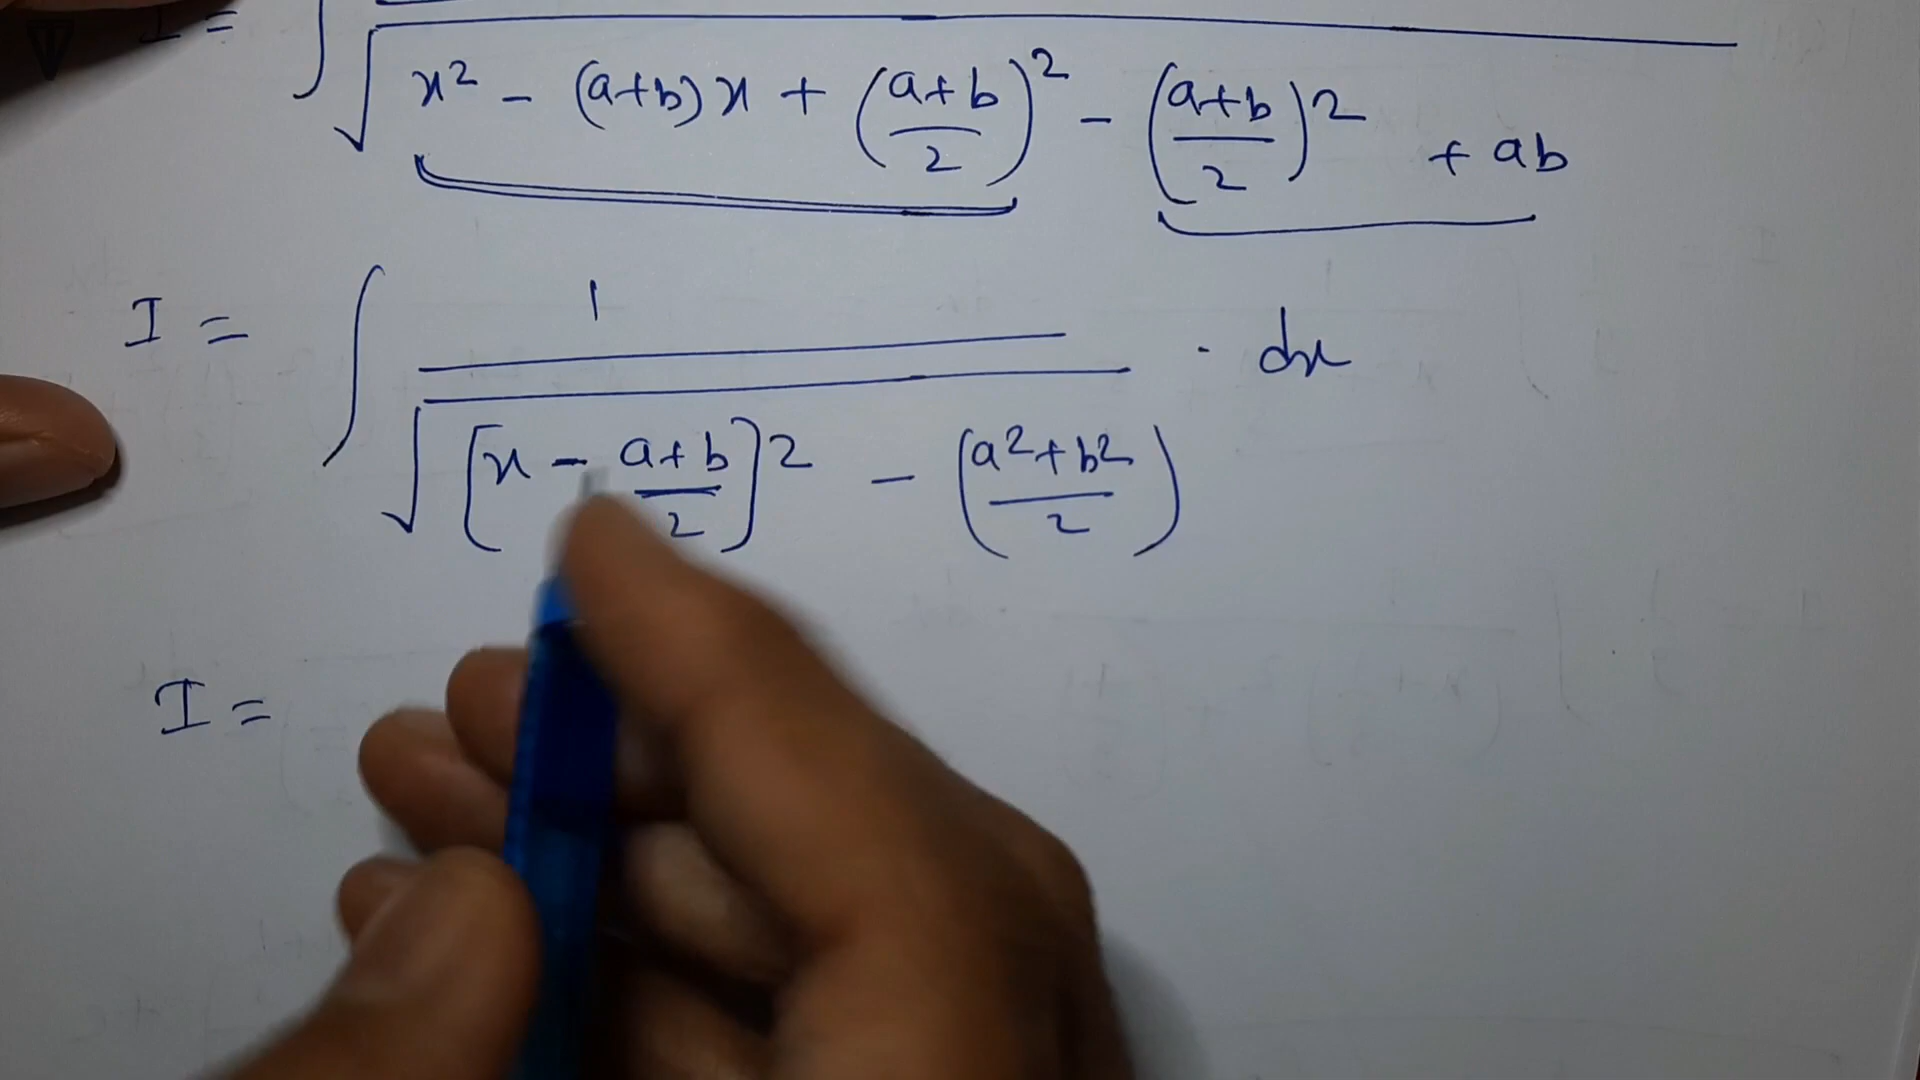 I = ∫ √ x² - (a+b)x + (a+b/2)² - (a+b/2)² + ab
I = ∫ 1 / √ [x - a+b/2]² - (a²+b²/2) · dx
I =